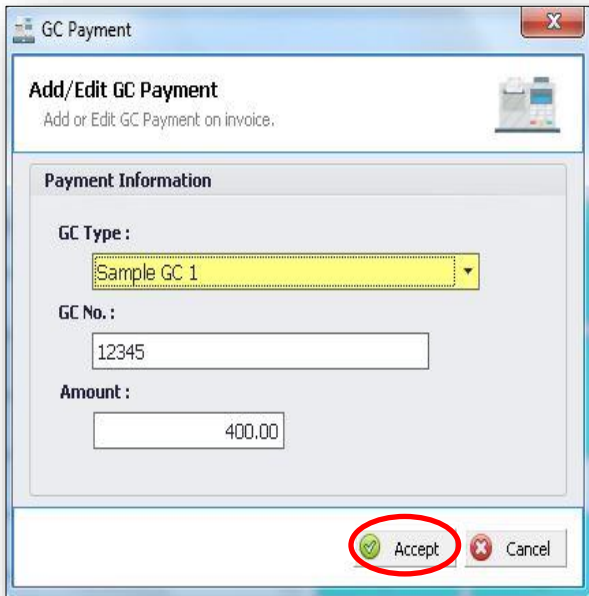 GC Payment
Add/Edit GC Payment
Add or Edit GC Payment on invoice.
Payment Information
GC Type :
Sample GC 1
GC No. :
12345
Amount :
400.00
Accept Cancel